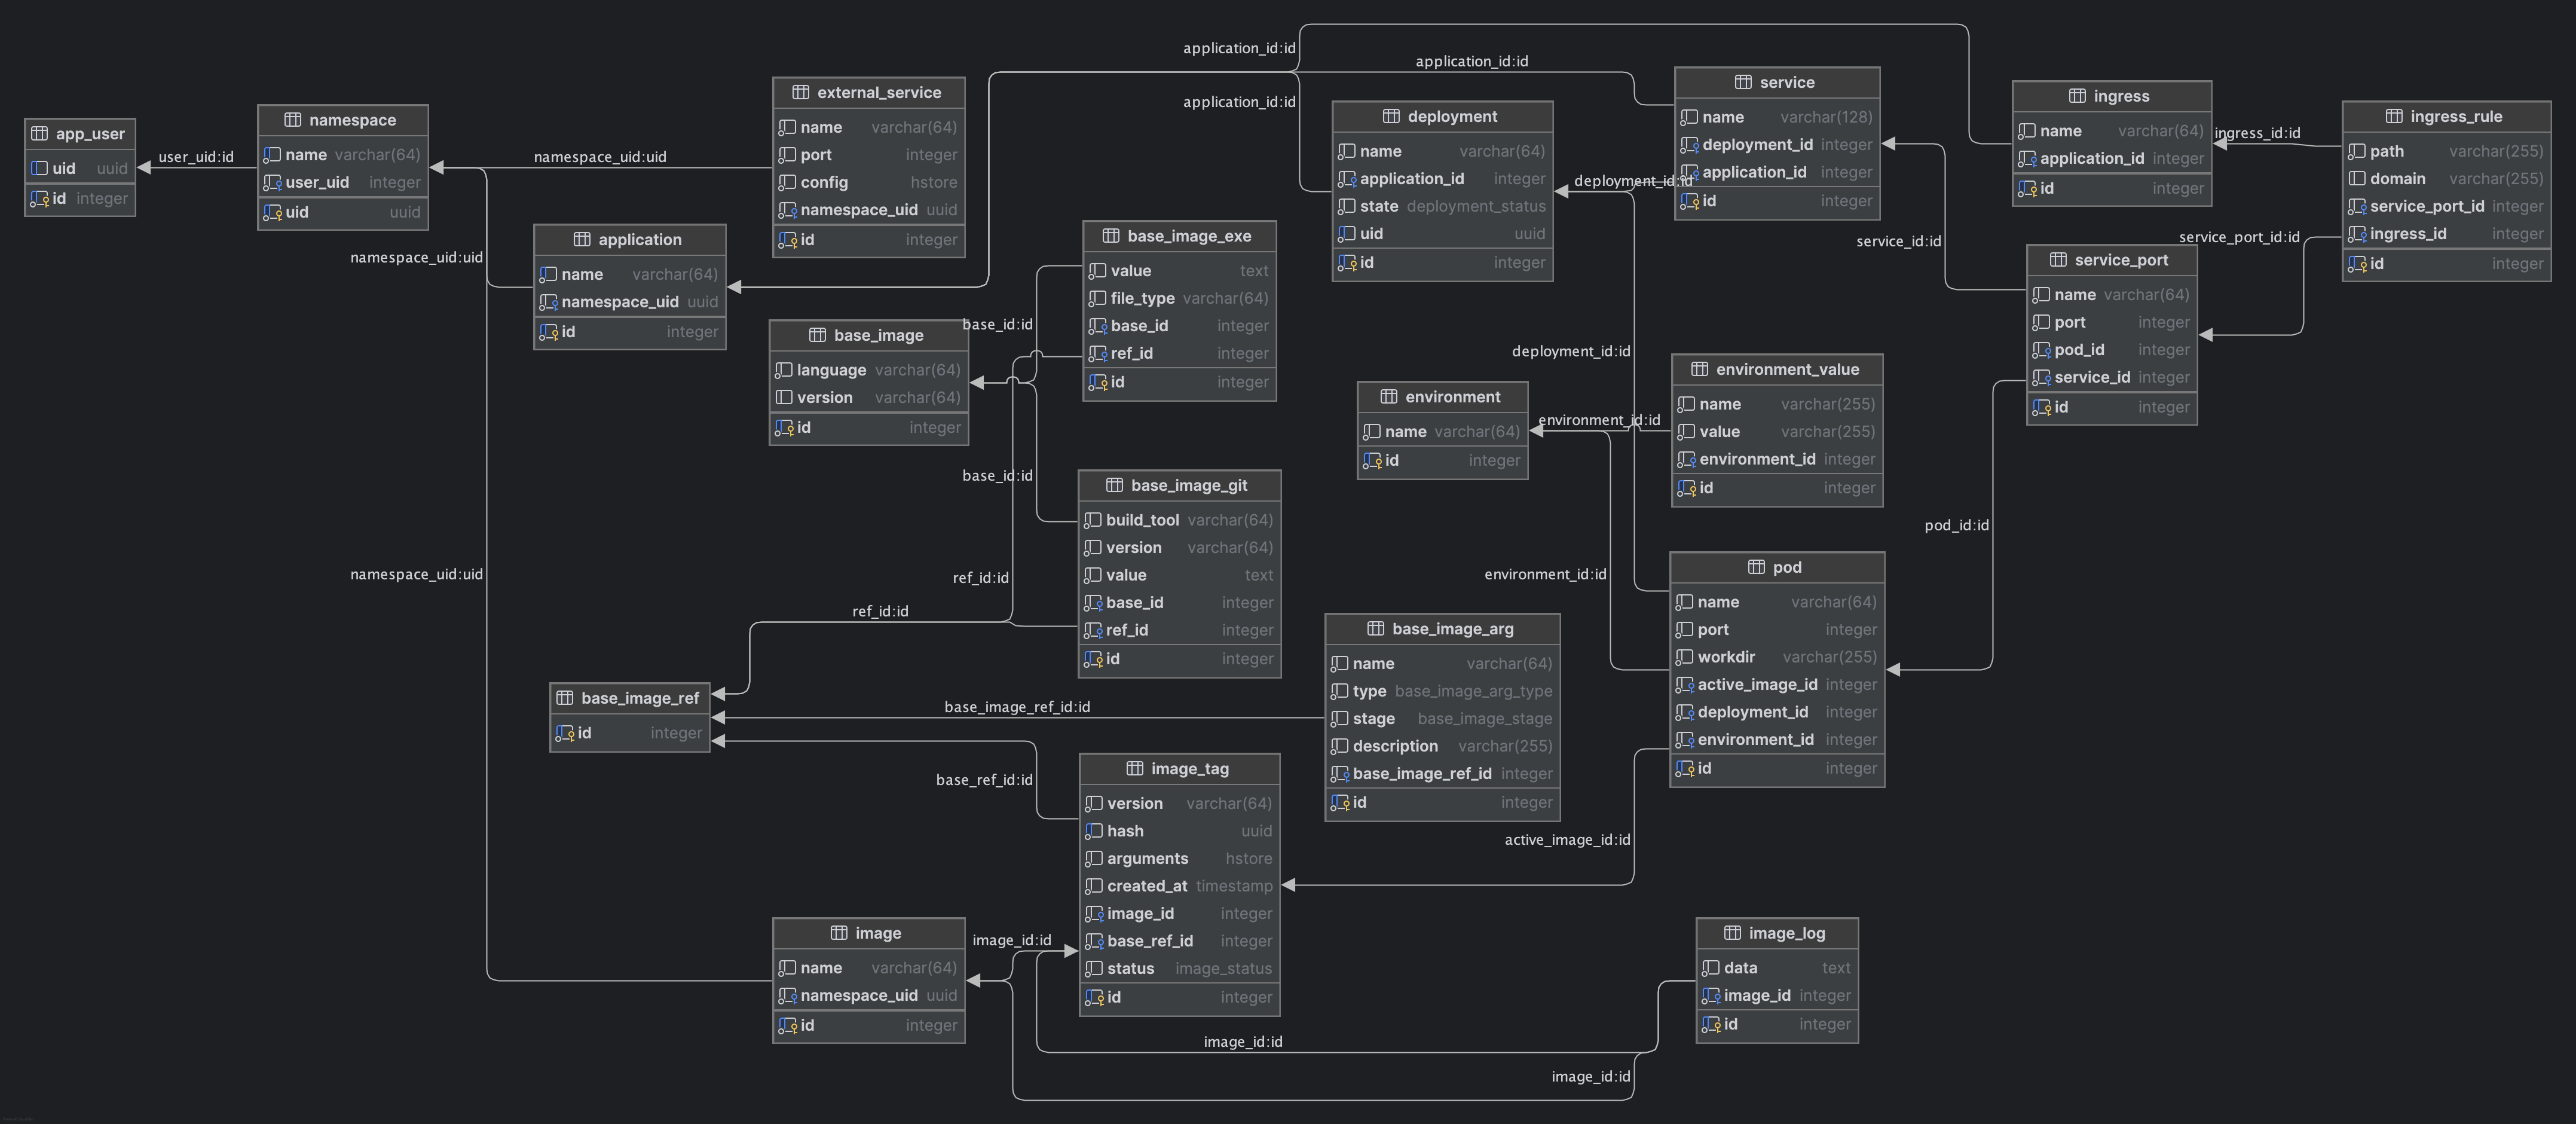 app_user
uid uuid
id integer
user_uid:id
namespace
name varchar(64)
user_uid integer
uid uuid
namespace_uid:uid
namespace_uid:uid
namespace_uid:uid
external_service
name varchar(64)
port integer
config hstore
namespace_uid uuid
id integer
application
name varchar(64)
namespace_uid uuid
id integer
base_image
language varchar(64)
version varchar(64)
id integer
base_id:id
base_id:id
base_image_exe
value text
file_type varchar(64)
base_id integer
ref_id integer
id integer
base_image_git
build_tool varchar(64)
version varchar(64)
value text
base_id integer
ref_id integer
id integer
ref_id:id
ref_id:id
base_image_ref
id integer
base_image_ref_id:id
base_ref_id:id
image_tag
version varchar(64)
hash uuid
arguments hstore
created_at timestamp
image_id integer
base_ref_id integer
status image_status
id integer
image
name varchar(64)
namespace_uid uuid
id integer
image_id:id
image_id:id
image_id:id
application_id:id
application_id:id
application_id:id
deployment
name varchar(64)
application_id integer
state deployment_status
uid uuid
id integer
deployment_id:id
deployment_id:id
environment
name varchar(64)
id integer
environment_id:id
environment_id:id
base_image_arg
name varchar(64)
type base_image_arg_type
stage base_image_stage
description varchar(255)
base_image_ref_id integer
id integer
active_image_id:id
service
name varchar(128)
deployment_id integer
application_id integer
id integer
environment_value
name varchar(255)
value varchar(255)
environment_id integer
id integer
pod
name varchar(64)
port integer
workdir varchar(255)
active_image_id integer
deployment_id integer
environment_id integer
id integer
image_log
data text
image_id integer
id integer
service_id:id
pod_id:id
ingress
name varchar(64)
application_id integer
id integer
service_port
name varchar(64)
port integer
pod_id integer
service_id integer
id integer
ingress_id:id
service_port_id:id
ingress_rule
path varchar(255)
domain varchar(255)
service_port_id integer
ingress_id integer
id integer